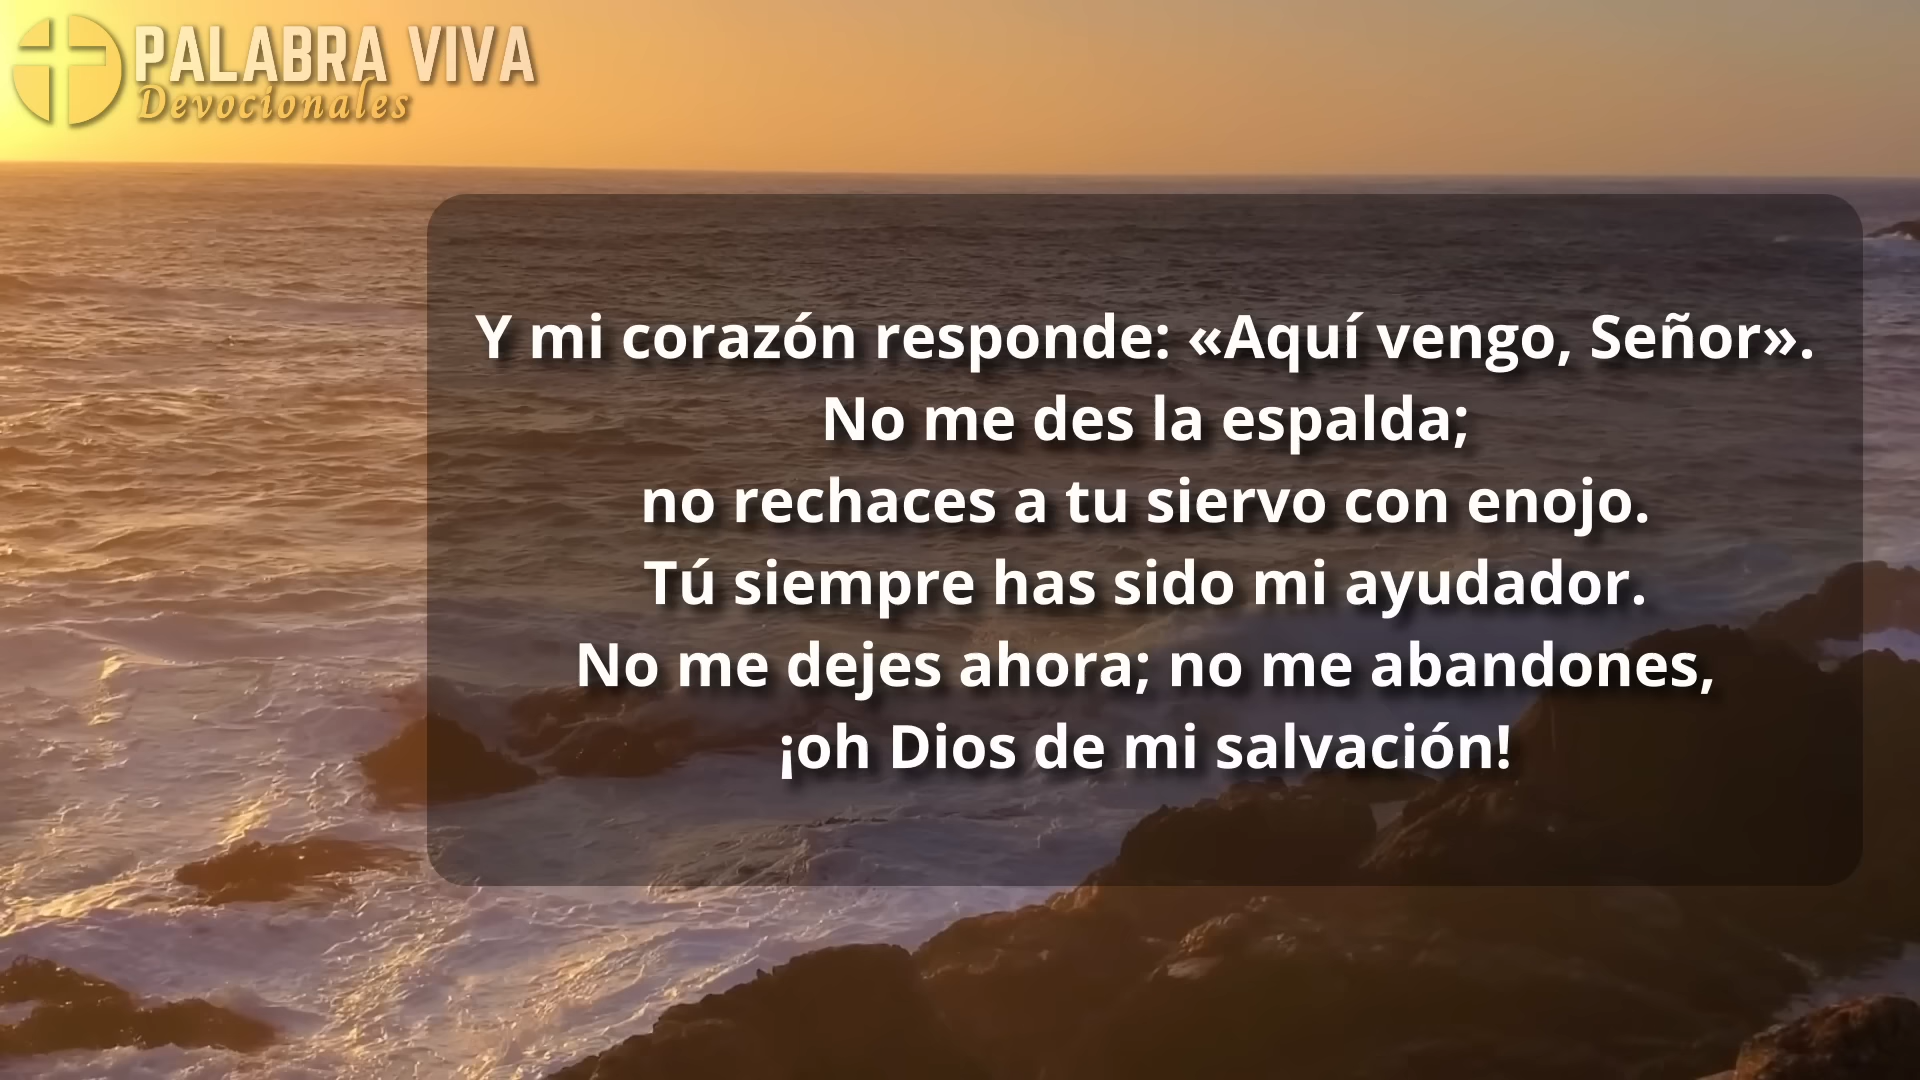 PALABRA VIVA
Devocionales
Y mi corazón responde: «Aquí vengo, Señor».
No me des la espalda;
no rechaces a tu siervo con enojo.
Tú siempre has sido mi ayudador.
No me dejes ahora; no me abandones,
¡oh Dios de mi salvación!